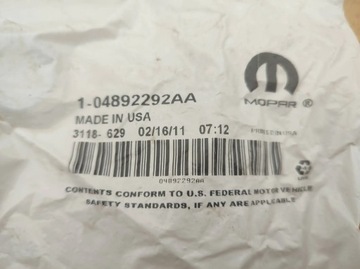 MOPAR ®
1-04892292AA
MADE IN USA
3118- 629 02/16/11 07:12
04892292AA
CONTENTS CONFORM TO U.S. FEDERAL MOTOR VEHICLE
SAFETY STANDARDS, IF ANY ARE APPLICABLE